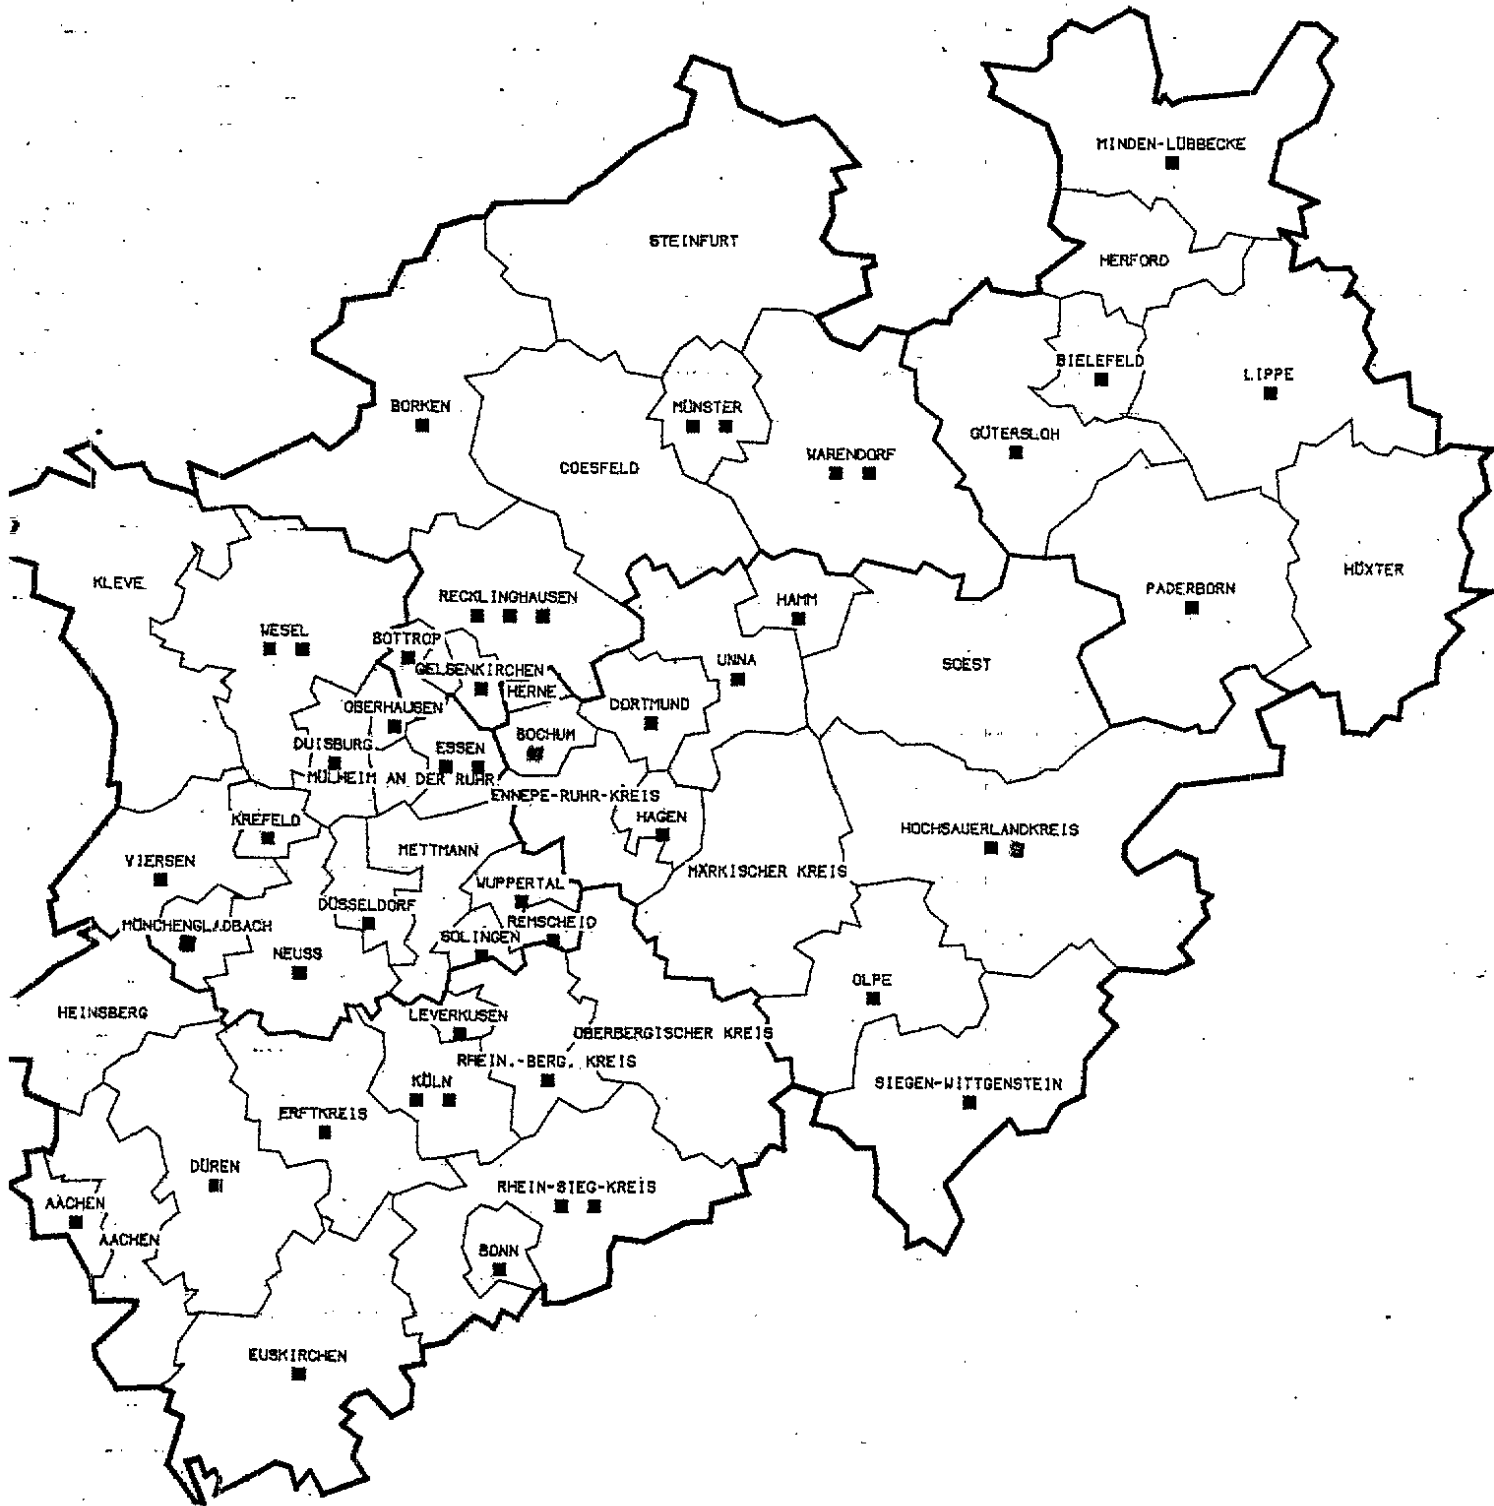 MINDEN-LÜBBECKE
STEINFURT
HERFORD
BIELEFELD
LIPPE
BORKEN
MÜNSTER
GÜTERSLOH
WARENDORF
COESFELD
KLEVE
HÖXTER
PADERBORN
RECKLINGHAUSEN
HAMM
WESEL
BOTTROP
UNNA
SOEST
GELSENKIRCHEN
HERNE
OBERHAUSEN
DORTMUND
BOCHUM
DUISBURG
ESSEN
MÜLHEIM AN DER RUHR
ENNEPE-RUHR-KREIS
KREFELD
HAGEN
HOCHSAUERLANDKREIS
METTMANN
VIERSEN
MÄRKISCHER KREIS
WUPPERTAL
DÜSSELDORF
MÖNCHENGLADBACH
REMSCHEID
SOLINGEN
NEUSS
OLPE
HEINSBERG
LEVERKUSEN
OBERBERGISCHER KREIS
RHEIN.-BERG. KREIS
KÖLN
SIEGEN-WITTGENSTEIN
ERFTKREIS
DÜREN
RHEIN-SIEG-KREIS
AACHEN
AACHEN
BONN
EUSKIRCHEN